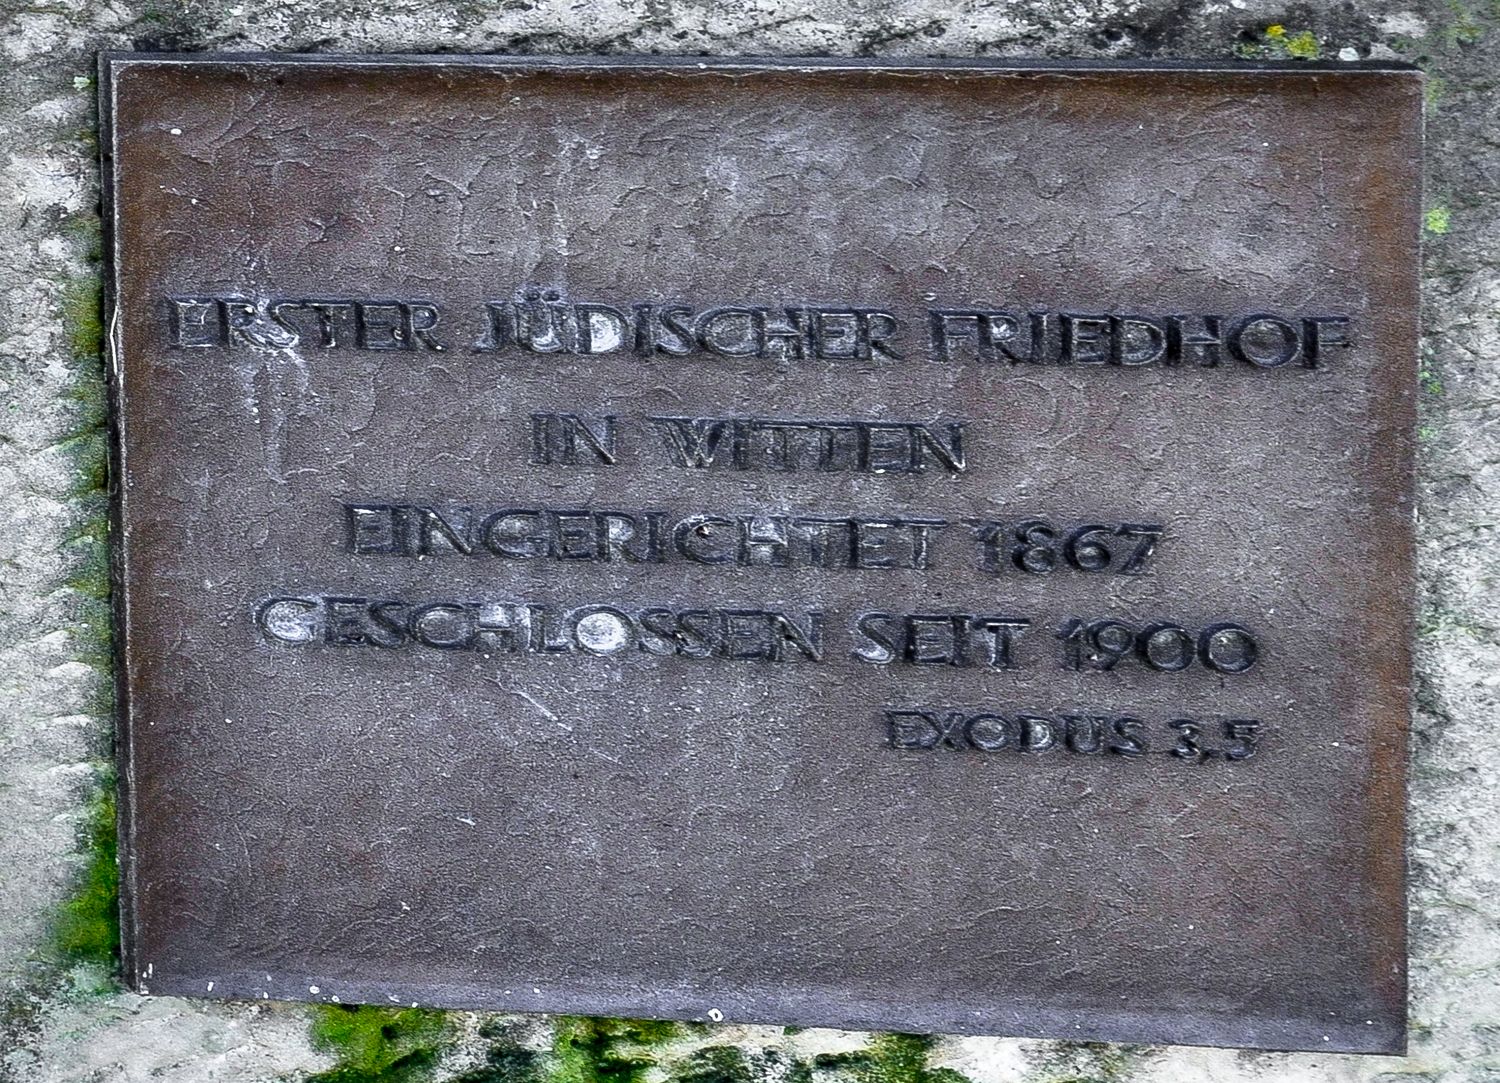 ERSTER JÜDISCHER FRIEDHOF
IN WITTEN
EINGERICHTET 1867
GESCHLOSSEN SEIT 1900
EXODUS 3,5